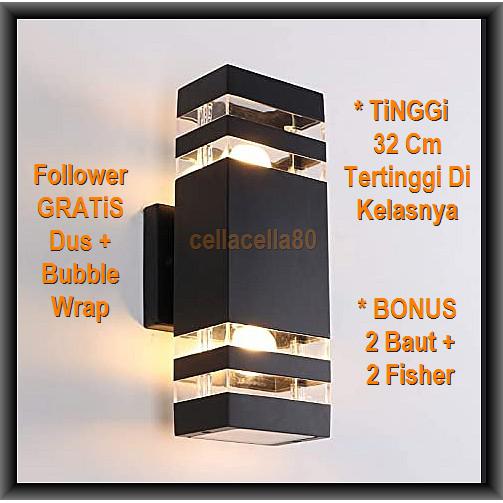 Follower
GRATiS
Dus +
Bubble
Wrap
cellacella80
* TiNGGi
32 Cm
Tertinggi Di
Kelasnya
* BONUS
2 Baut +
2 Fisher